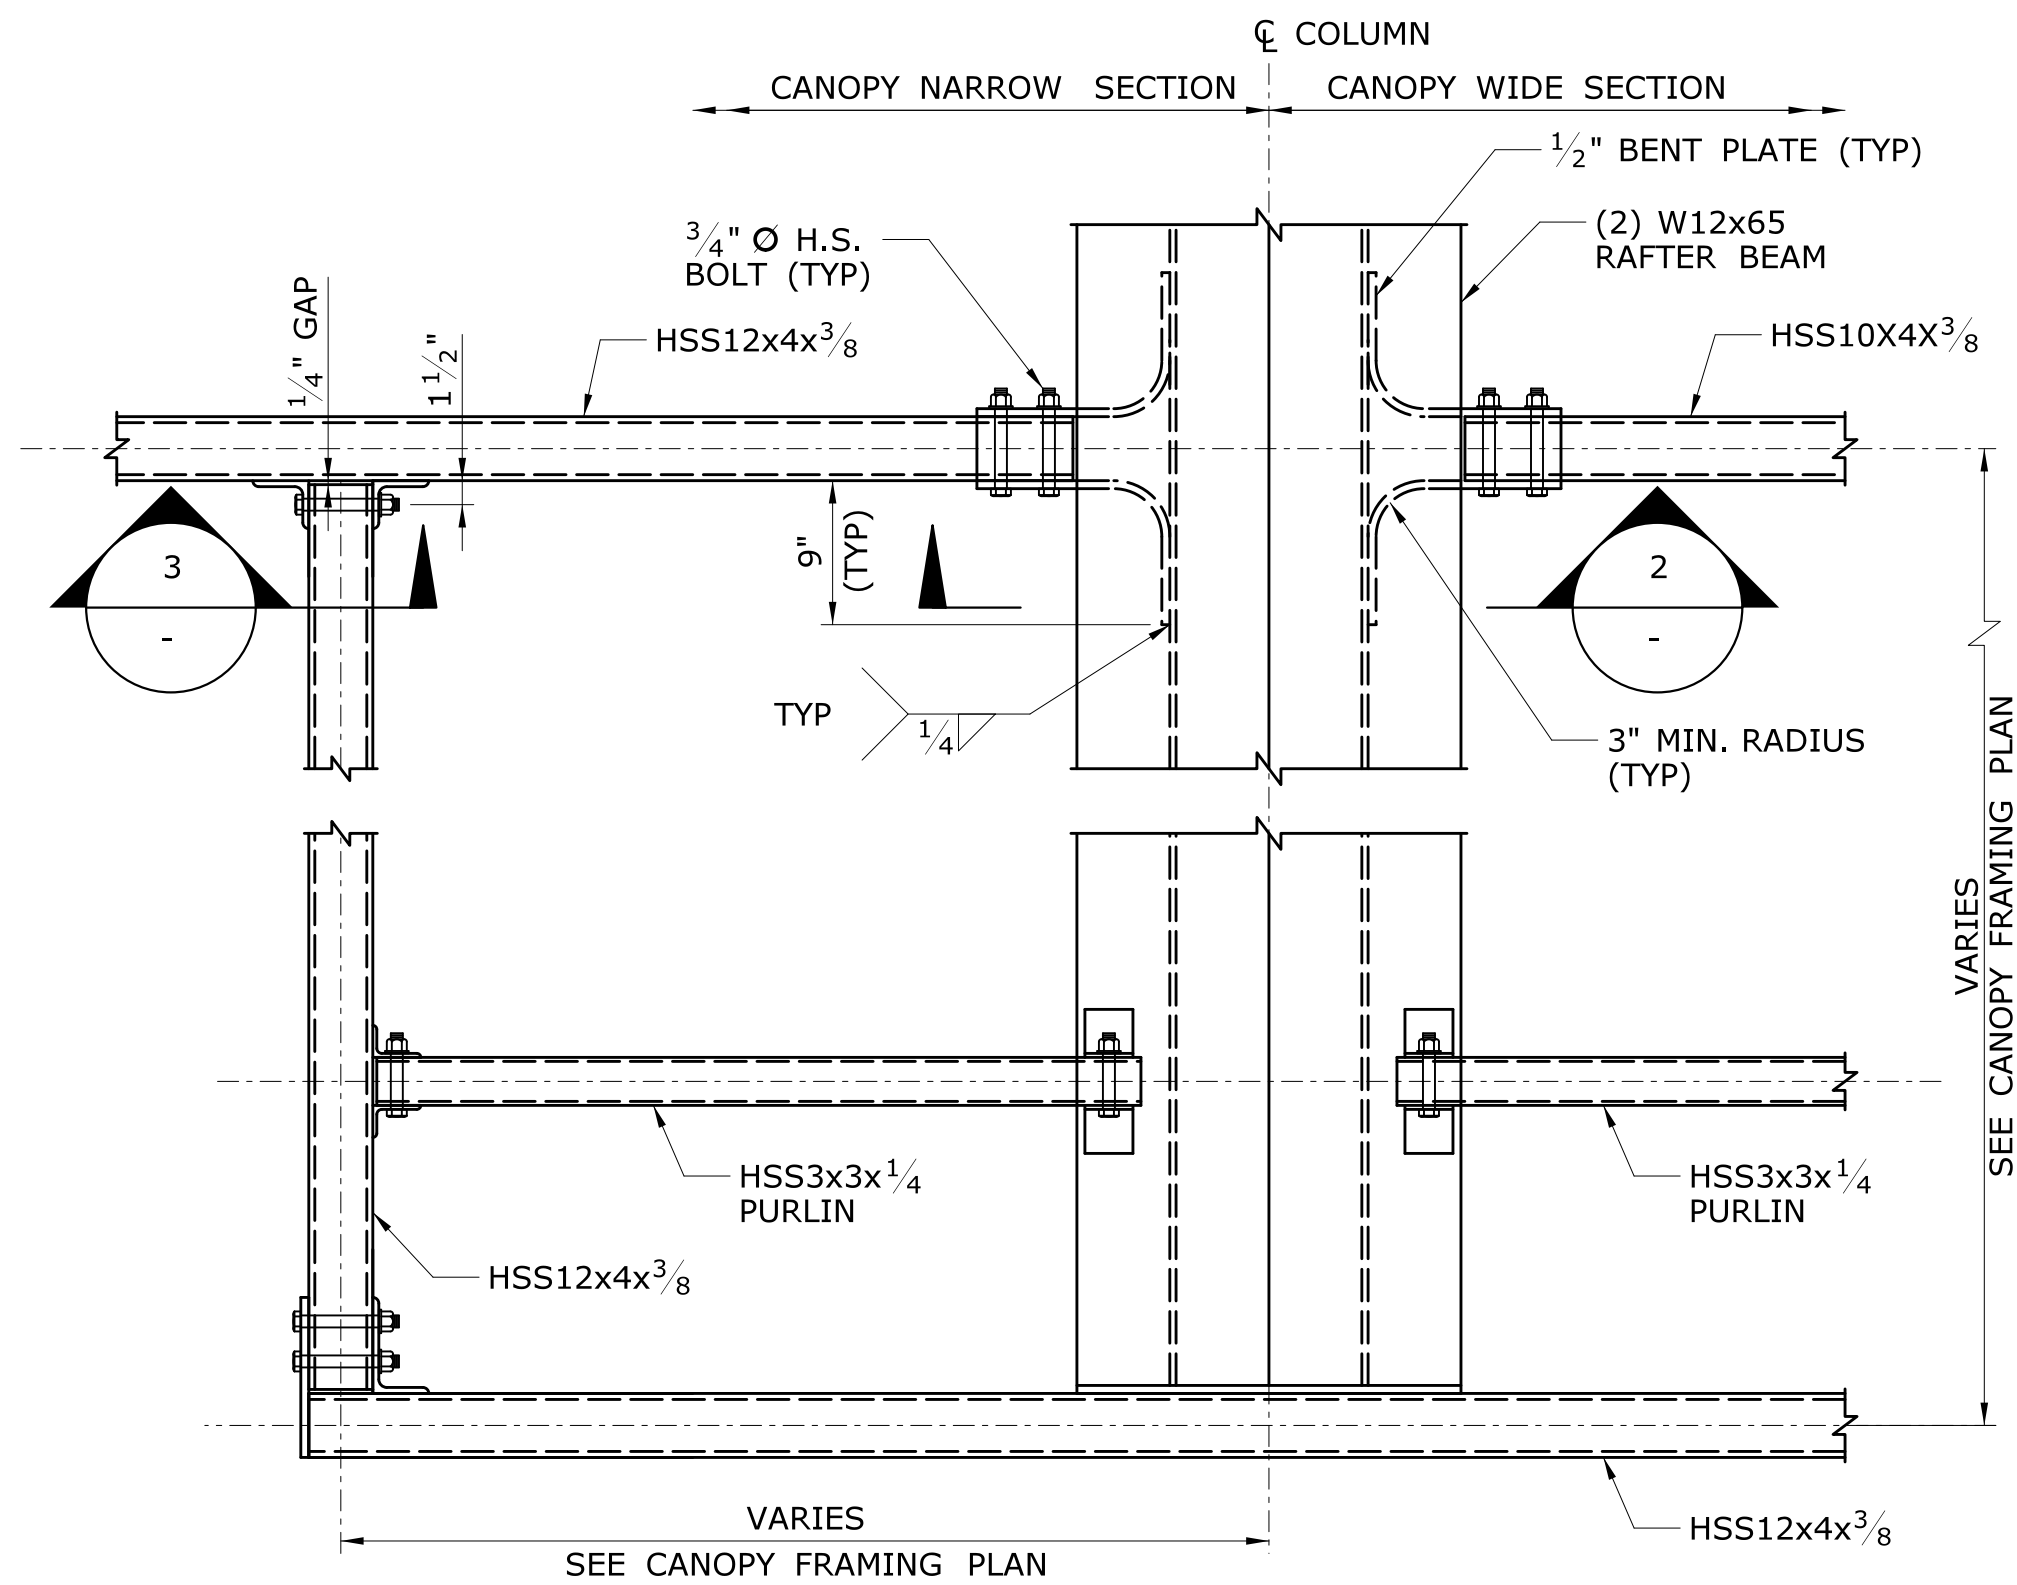 ℄ COLUMN
CANOPY NARROW SECTION
CANOPY WIDE SECTION
1/2" BENT PLATE (TYP)
3/4" Ø H.S.
BOLT (TYP)
(2) W12x65
RAFTER BEAM
1/4" GAP
1 1/2"
HSS12x4x3/8
HSS10X4X3/8
3
-
9"
(TYP)
2
-
TYP
1/4
3" MIN. RADIUS
(TYP)
VARIES
SEE CANOPY FRAMING PLAN
HSS3x3x1/4
PURLIN
HSS3x3x1/4
PURLIN
HSS12x4x3/8
VARIES
SEE CANOPY FRAMING PLAN
HSS12x4x3/8